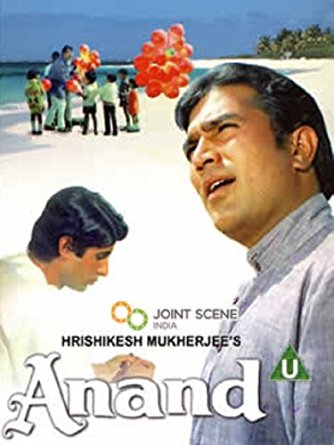 JOINT SCENE
INDIA
HRISHIKESH MUKHERJEE'S
Anand
U